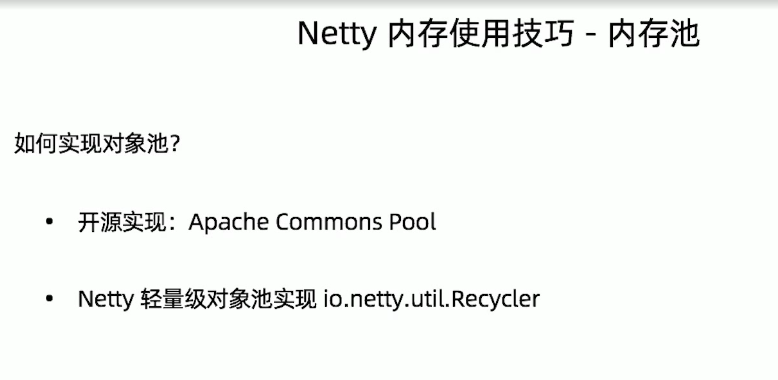 Netty 内存使用技巧 - 内存池
如何实现对象池？
• 开源实现：Apache Commons Pool
• Netty 轻量级对象池实现 io.netty.util.Recycler